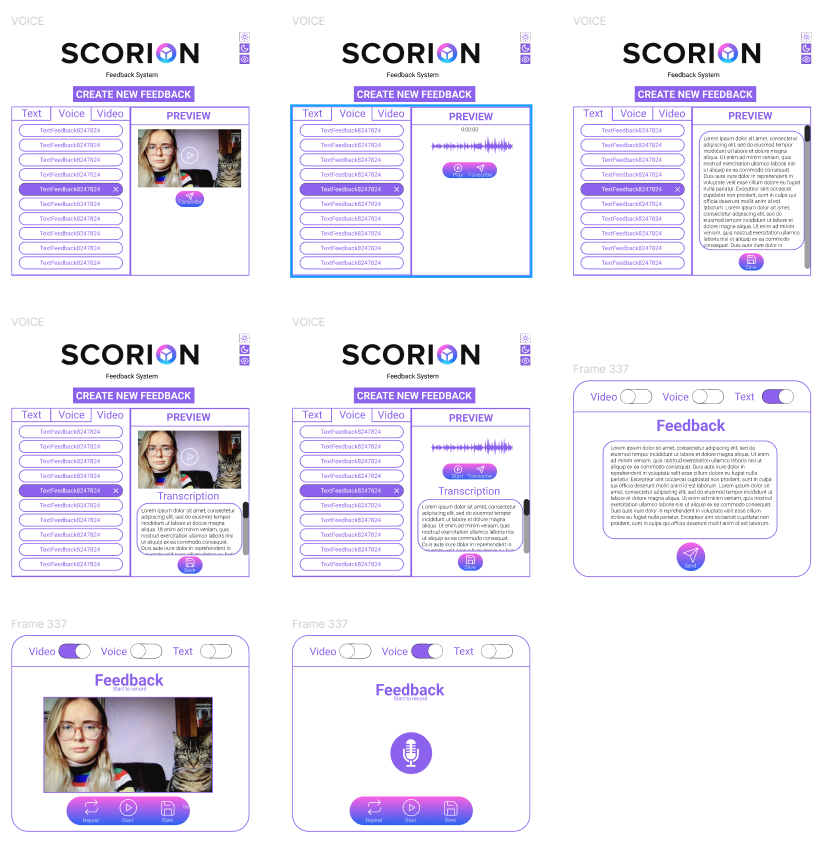 VOICE
SCORION
Feedback System
CREATE NEW FEEDBACK
Text Voice Video
PREVIEW
TextFeedback8247824
TextFeedback8247824
TextFeedback8247824
TextFeedback8247824
TextFeedback8247824
TextFeedback8247824
TextFeedback8247824
TextFeedback8247824
TextFeedback8247824
TextFeedback8247824
Transcribe
VOICE
SCORION
Feedback System
CREATE NEW FEEDBACK
Text Voice Video
PREVIEW
TextFeedback8247824
TextFeedback8247824
TextFeedback8247824
TextFeedback8247824
TextFeedback8247824
TextFeedback8247824
TextFeedback8247824
TextFeedback8247824
TextFeedback8247824
TextFeedback8247824
0:02:00
Play Transcribe
VOICE
SCORION
Feedback System
CREATE NEW FEEDBACK
Text Voice Video
PREVIEW
TextFeedback8247824
TextFeedback8247824
TextFeedback8247824
TextFeedback8247824
TextFeedback8247824
TextFeedback8247824
TextFeedback8247824
TextFeedback8247824
TextFeedback8247824
TextFeedback8247824
Lorem ipsum dolor sit amet, consectetur
adipiscing elit, sed do eiusmod tempor
incididunt ut labore et dolore magna
aliqua. Ut enim ad minim veniam, quis
nostrud exercitation ullamco laboris nisi
ut aliquip ex ea commodo consequat.
Duis aute irure dolor in reprehenderit in
voluptate velit esse cillum dolore eu fugiat
nulla pariatur. Excepteur sint occaecat
cupidatat non proident, sunt in culpa qui
officia deserunt mollit anim id est
laborum. Lorem ipsum dolor sit
amet, consectetur adipiscing elit, sed do
eiusmod tempor incididunt ut labore et
dolore magna aliqua. Ut enim ad minim
veniam, quis nostrud exercitation ullamco
laboris nisi ut aliquip ex ea commodo
consequat. Duis aute irure dolor in
Save
VOICE
SCORION
Feedback System
CREATE NEW FEEDBACK
Text Voice Video
PREVIEW
TextFeedback8247824
TextFeedback8247824
TextFeedback8247824
TextFeedback8247824
TextFeedback8247824
TextFeedback8247824
TextFeedback8247824
TextFeedback8247824
TextFeedback8247824
TextFeedback8247824
Transcription
Lorem ipsum dolor sit amet, consectetur
adipiscing elit, sed do eiusmod tempor
incididunt ut labore et dolore magna
aliqua. Ut enim ad minim veniam, quis
nostrud exercitation ullamco laboris nisi
ut aliquip ex ea commodo consequat.
Duis aute irure dolor in reprehenderit in
Save
VOICE
SCORION
Feedback System
CREATE NEW FEEDBACK
Text Voice Video
PREVIEW
TextFeedback8247824
TextFeedback8247824
TextFeedback8247824
TextFeedback8247824
TextFeedback8247824
TextFeedback8247824
TextFeedback8247824
TextFeedback8247824
TextFeedback8247824
TextFeedback8247824
Start Transcribe
Transcription
Lorem ipsum dolor sit amet, consectetur
adipiscing elit, sed do eiusmod tempor
incididunt ut labore et dolore magna
aliqua. Ut enim ad minim veniam, quis
nostrud exercitation ullamco laboris nisi
ut aliquip ex ea commodo consequat.
Duis aute irure dolor in reprehenderit in
Save
Frame 337
Video Voice Text
Feedback
Lorem ipsum dolor sit amet, consectetur adipiscing elit, sed do
eiusmod tempor incididunt ut labore et dolore magna aliqua. Ut enim
ad minim veniam, quis nostrud exercitation ullamco laboris nisi ut
aliquip ex ea commodo consequat. Duis aute irure dolor in
reprehenderit in voluptate velit esse cillum dolore eu fugiat nulla
pariatur. Excepteur sint occaecat cupidatat non proident, sunt in culpa
qui officia deserunt mollit anim id est laborum. Lorem ipsum dolor sit
amet, consectetur adipiscing elit, sed do eiusmod tempor incididunt ut
labore et dolore magna aliqua. Ut enim ad minim veniam, quis nostrud
exercitation ullamco laboris nisi ut aliquip ex ea commodo consequat.
Duis aute irure dolor in reprehenderit in voluptate velit esse cillum
dolore eu fugiat nulla pariatur. Excepteur sint occaecat cupidatat non
proident, sunt in culpa qui officia deserunt mollit anim id est laborum.
Send
Frame 337
Video Voice Text
Feedback
Start to record
Repeat Start Save
Frame 337
Video Voice Text
Feedback
Start to record
Repeat Start Save